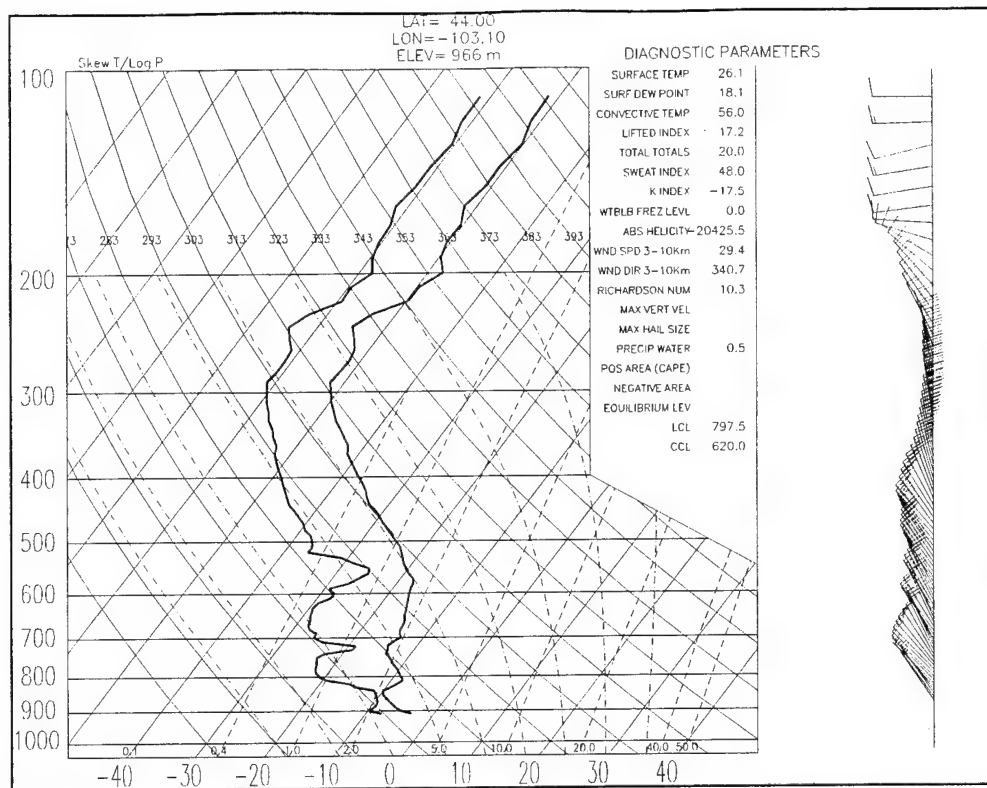 LAT= 44.00
LON=-103.10
ELEV= 966 m
Skew T/Log P
DIAGNOSTIC PARAMETERS
SURFACE TEMP 26.1
SURF DEW POINT 18.1
CONVECTIVE TEMP 56.0
LIFTED INDEX 17.2
TOTAL TOTALS 20.0
SWEAT INDEX 48.0
K INDEX -17.5
WTBLB FREZ LEVL 0.0
ABS HELICITY-20425.5
WND SPD 3-10Km 29.4
WND DIR 3-10Km 340.7
RICHARDSON NUM 10.3
MAX VERT VEL
MAX HAIL SIZE
PRECIP WATER 0.5
POS AREA (CAPE)
NEGATIVE AREA
EQUILIBRIUM LEV
LCL 797.5
CCL 620.0
100
283 293 303 313 323 333 343 353 363 373 383 393
200
300
400
500
600
700
800
900
1000
0.1 0.4 1.0 2.0 5.0 10.0 20.0 40.0 50.0
-40 -30 -20 -10 0 10 20 30 40